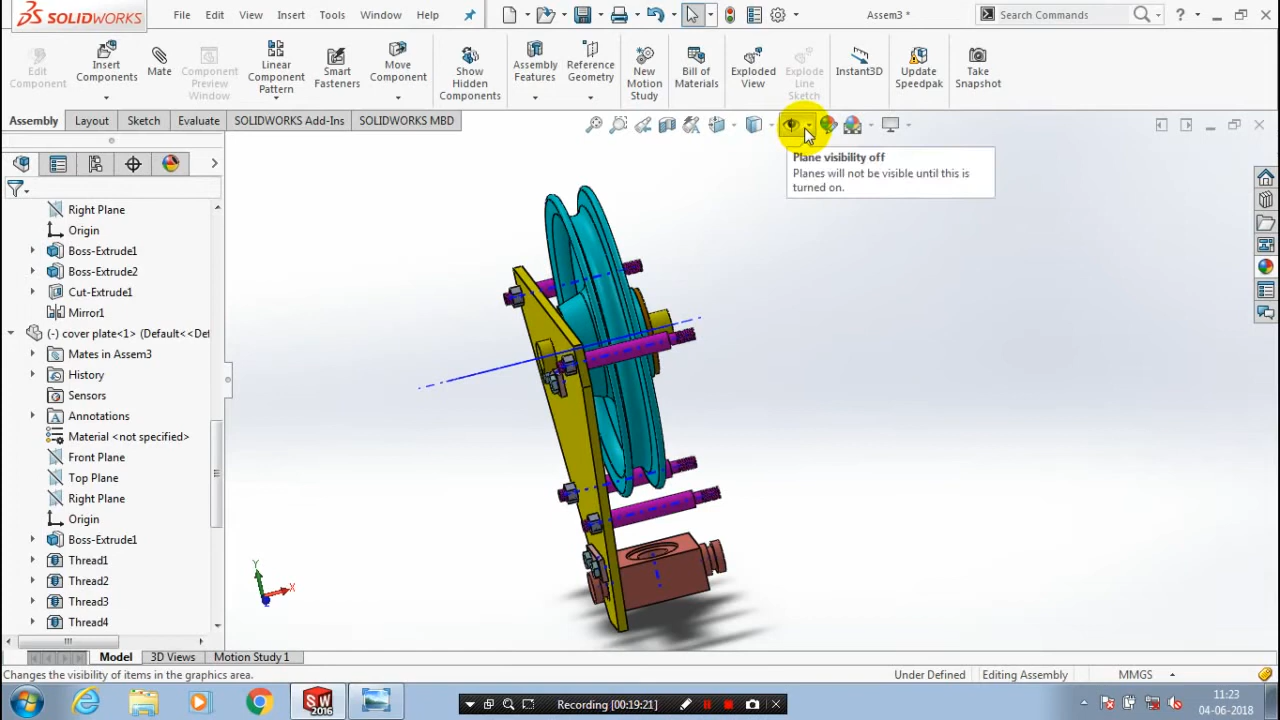 SOLIDWORKS
File
Edit
View
Insert
Tools
Window
Help
Assem3 *
Search Commands
Edit Component
Insert Components
Mate
Component Preview Window
Linear Component Pattern
Smart Fasteners
Move Component
Show Hidden Components
Assembly Features
Reference Geometry
New Motion Study
Bill of Materials
Exploded View
Explode Line Sketch
Instant3D
Update Speedpak
Take Snapshot
Assembly
Layout
Sketch
Evaluate
SOLIDWORKS Add-Ins
SOLIDWORKS MBD
Plane visibility off
Planes will not be visible until this is
turned on.
Right Plane
Origin
Boss-Extrude1
Boss-Extrude2
Cut-Extrude1
Mirror1
(-) cover plate<1> (Default<<Def
Mates in Assem3
History
Sensors
Annotations
Material <not specified>
Front Plane
Top Plane
Right Plane
Origin
Boss-Extrude1
Thread1
Thread2
Thread3
Thread4
Y
X
Model
3D Views
Motion Study 1
Changes the visibility of items in the graphics area.
Under Defined
Editing Assembly
MMGS
SW
2016
Recording [00:19:21]
11:23
04-06-2018